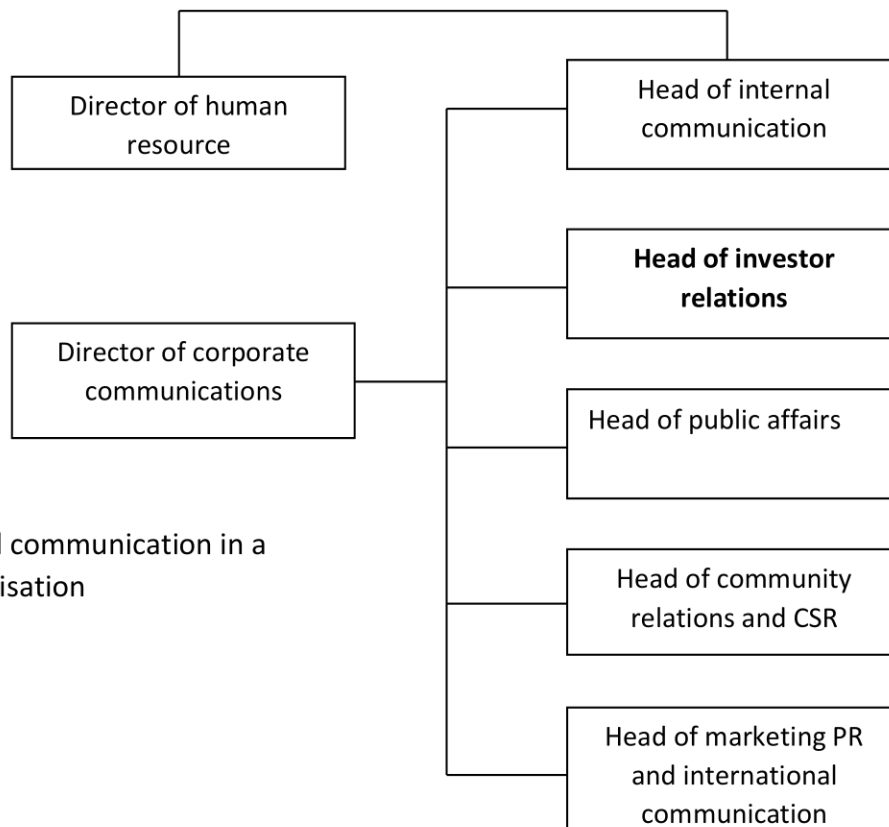 Director of human
resource
Head of internal
communication
Head of investor
relations
Director of corporate
communications
Head of public affairs
communication in a
isation
Head of community
relations and CSR
Head of marketing PR
and international
communication